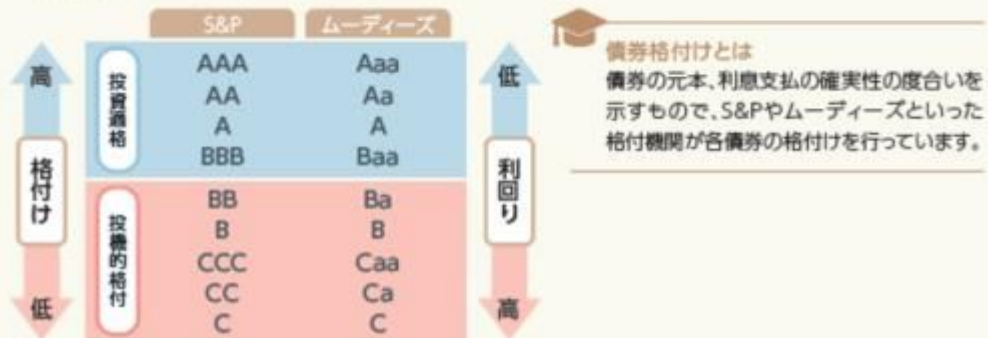 S&P ムーディーズ
高 低
格付け 利回り
低 高
投資適格
AAA Aaa
AA Aa
A A
BBB Baa
投機的格付
BB Ba
B B
CCC Caa
CC Ca
C C
債券格付けとは
債券の元本、利息支払の確実性の度合いを
示すもので、S&Pやムーディーズといった
格付機関が各債券の格付けを行っています。